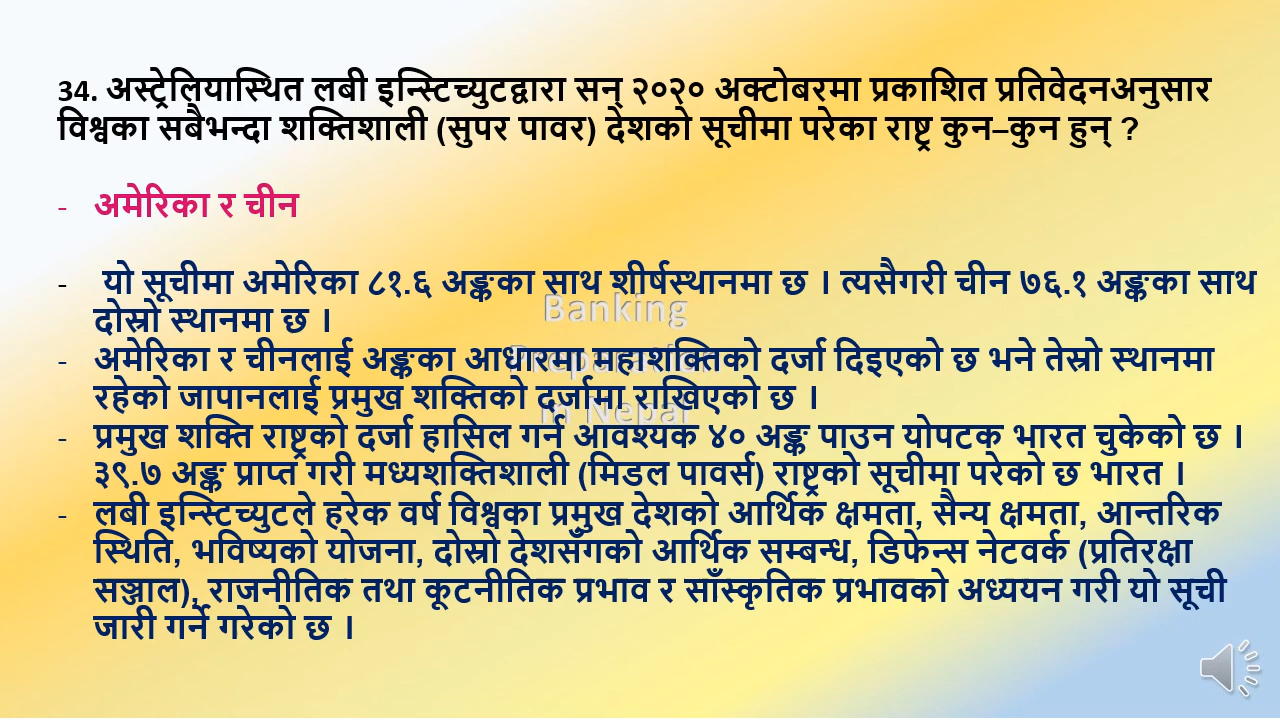 34. अस्ट्रेलियास्थित लबी इन्स्टिच्युटद्वारा सन् २०२० अक्टोबरमा प्रकाशित प्रतिवेदनअनुसार
विश्वका सबैभन्दा शक्तिशाली (सुपर पावर) देशको सूचीमा परेका राष्ट्र कुन–कुन हुन् ?
- अमेरिका र चीन
- यो सूचीमा अमेरिका ८१.६ अङ्कका साथ शीर्षस्थानमा छ । त्यसैगरी चीन ७६.१ अङ्कका साथ
दोस्रो स्थानमा छ ।
- अमेरिका र चीनलाई अङ्कका आधारमा महाशक्तिको दर्जा दिइएको छ भने तेस्रो स्थानमा
रहेको जापानलाई प्रमुख शक्तिको दर्जामा राखिएको छ ।
- प्रमुख शक्ति राष्ट्रको दर्जा हासिल गर्न आवश्यक ४० अङ्क पाउन योपटक भारत चुकेको छ ।
३९.७ अङ्क प्राप्त गरी मध्यशक्तिशाली (मिडल पावर्स) राष्ट्रको सूचीमा परेको छ भारत ।
- लबी इन्स्टिच्युटले हरेक वर्ष विश्वका प्रमुख देशको आर्थिक क्षमता, सैन्य क्षमता, आन्तरिक
स्थिति, भविष्यको योजना, दोस्रो देशसँगको आर्थिक सम्बन्ध, डिफेन्स नेटवर्क (प्रतिरक्षा
सञ्जाल), राजनीतिक तथा कूटनीतिक प्रभाव र साँस्कृतिक प्रभावको अध्ययन गरी यो सूची
जारी गर्ने गरेको छ ।
Banking
Preparation
In Nepal